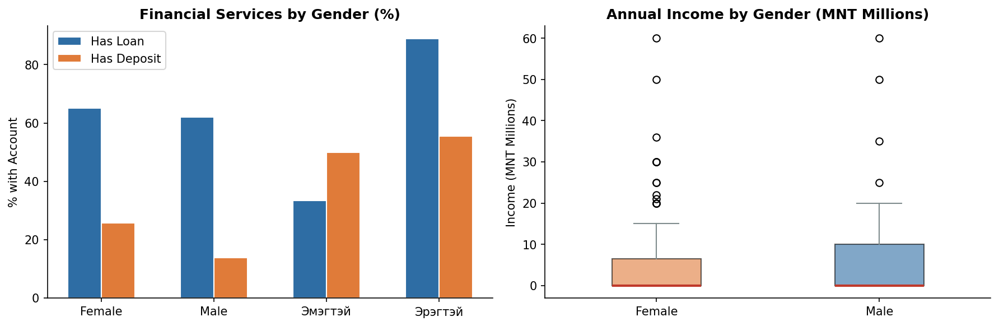 Financial Services by Gender (%)
Has Loan
Has Deposit
% with Account
80
60
40
20
0
Female
Male
Эмэгтэй
Эрэгтэй
Annual Income by Gender (MNT Millions)
Income (MNT Millions)
60
50
40
30
20
10
0
Female
Male